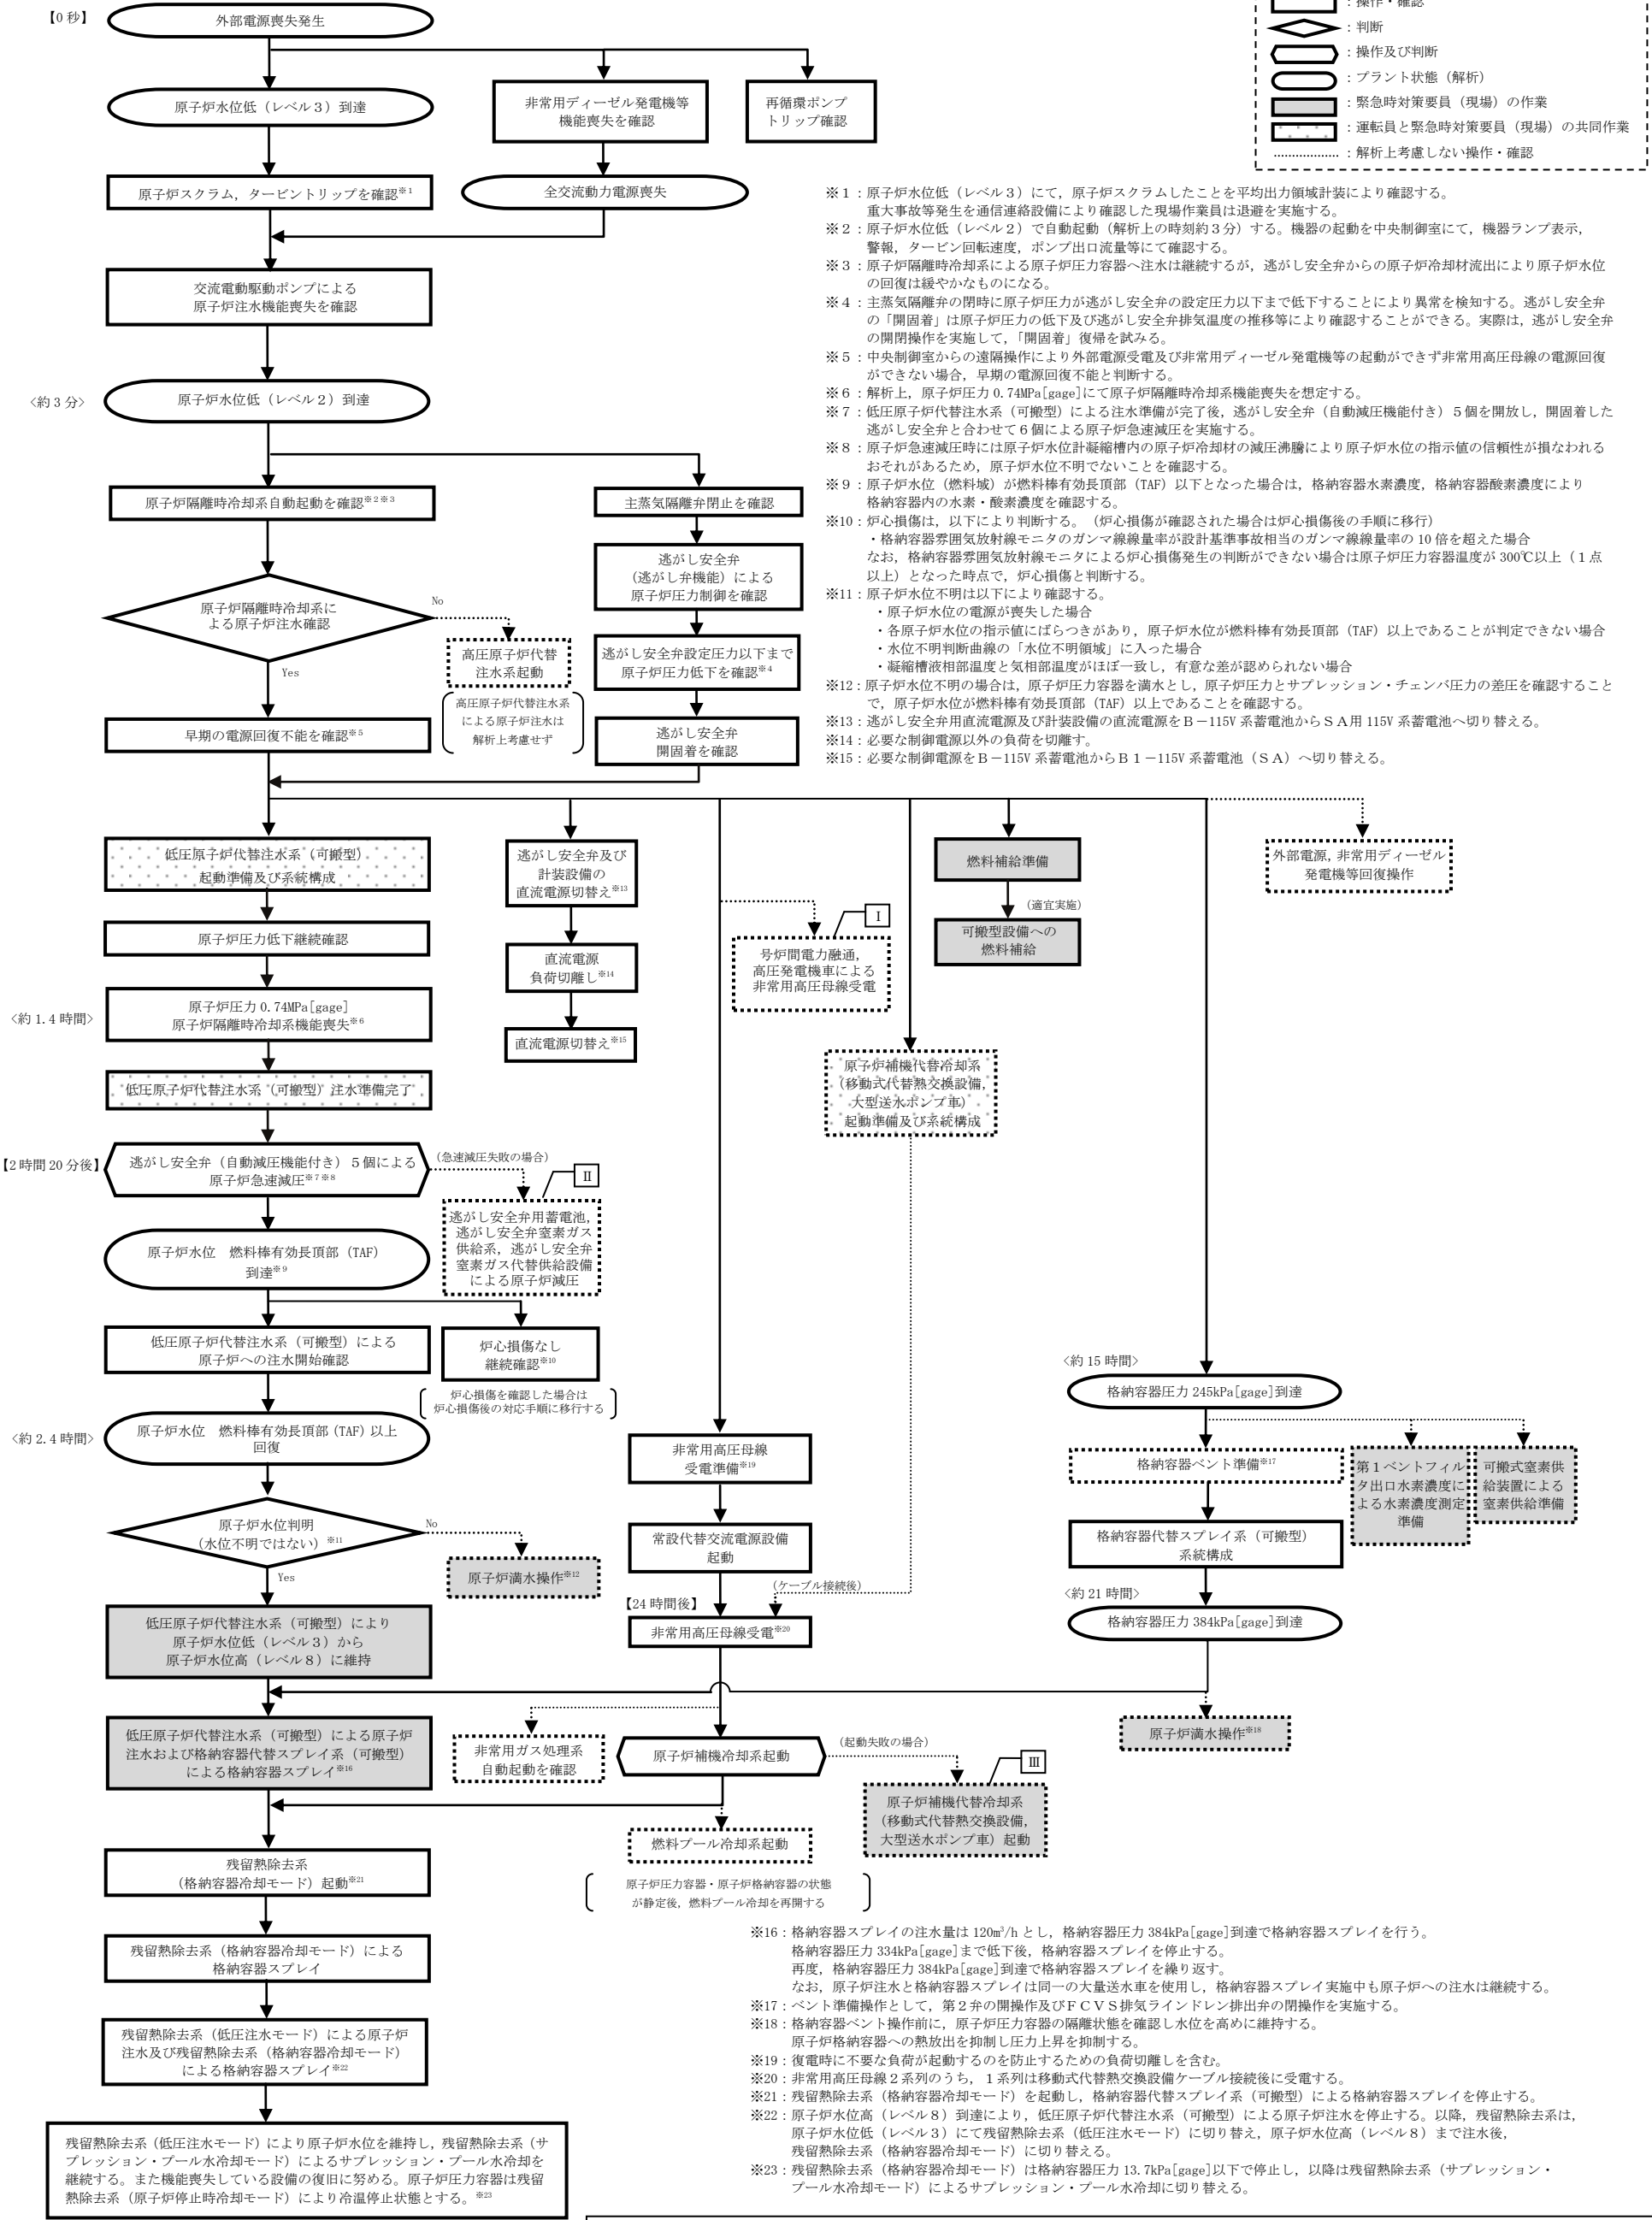 【0秒】
外部電源喪失発生
：操作・確認
：判断
：操作及び判断
：プラント状態（解析）
：緊急時対策要員（現場）の作業
：運転員と緊急時対策要員（現場）の共同作業
：解析上考慮しない操作・確認
原子炉水位低（レベル３）到達
非常用ディーゼル発電機等
機能喪失を確認
再循環ポンプ
トリップ確認
原子炉スクラム，タービントリップを確認※1
全交流動力電源喪失
交流電動駆動ポンプによる
原子炉注水機能喪失を確認
〈約3分〉
原子炉水位低（レベル２）到達
原子炉隔離時冷却系自動起動を確認※2※3
主蒸気隔離弁閉止を確認
逃がし安全弁
（逃がし弁機能）による
原子炉圧力制御を確認
原子炉隔離時冷却系に
よる原子炉注水確認
No
Yes
高圧原子炉代替
注水系起動
高圧原子炉代替注水系
による原子炉注水は
解析上考慮せず
逃がし安全弁設定圧力以下まで
原子炉圧力低下を確認※4
逃がし安全弁
開固着を確認
早期の電源回復不能を確認※5
※１：原子炉水位低（レベル３）にて，原子炉スクラムしたことを平均出力領域計装により確認する。
重大事故等発生を通信連絡設備により確認した現場作業員は退避を実施する。
※２：原子炉水位低（レベル２）で自動起動（解析上の時刻約３分）する。機器の起動を中央制御室にて，機器ランプ表示，
警報，タービン回転速度，ポンプ出口流量等にて確認する。
※３：原子炉隔離時冷却系による原子炉圧力容器へ注水は継続するが，逃がし安全弁からの原子炉冷却材流出により原子炉水位
の回復は緩やかなものになる。
※４：主蒸気隔離弁の閉時に原子炉圧力が逃がし安全弁の設定圧力以下まで低下することにより異常を検知する。逃がし安全弁
の「開固着」は原子炉圧力の低下及び逃がし安全弁排気温度の推移等により確認することができる。実際は，逃がし安全弁
の開閉操作を実施して，「開固着」復帰を試みる。
※５：中央制御室からの遠隔操作により外部電源受電及び非常用ディーゼル発電機等の起動ができず非常用高圧母線の電源回復
ができない場合，早期の電源回復不能と判断する。
※６：解析上，原子炉圧力 0.74MPa[gage]にて原子炉隔離時冷却系機能喪失を想定する。
※７：低圧原子炉代替注水系（可搬型）による注水準備が完了後，逃がし安全弁（自動減圧機能付き）５個を開放し，開固着した
逃がし安全弁と合わせて６個による原子炉急速減圧を実施する。
※８：原子炉急速減圧時には原子炉水位計凝縮槽内の原子炉冷却材の減圧沸騰により原子炉水位の指示値の信頼性が損なわれる
おそれがあるため，原子炉水位不明でないことを確認する。
※９：原子炉水位（燃料域）が燃料棒有効長頂部（TAF）以下となった場合は，格納容器水素濃度，格納容器酸素濃度により
格納容器内の水素・酸素濃度を確認する。
※10：炉心損傷は，以下により判断する。（炉心損傷が確認された場合は炉心損傷後の手順に移行）
・格納容器雰囲気放射線モニタのガンマ線線量率が設計基準事故相当のガンマ線線量率の 10 倍を超えた場合
なお，格納容器雰囲気放射線モニタによる炉心損傷発生の判断ができない場合は原子炉圧力容器温度が 300℃以上（１点
以上）となった時点で，炉心損傷と判断する。
※11：原子炉水位不明は以下により確認する。
・原子炉水位の電源が喪失した場合
・各原子炉水位の指示値にばらつきがあり，原子炉水位が燃料棒有効長頂部（TAF）以上であることが判定できない場合
・水位不明判断曲線の「水位不明領域」に入った場合
・凝縮槽液相部温度と気相部温度がほぼ一致し，有意な差が認められない場合
※12：原子炉水位不明の場合は，原子炉圧力容器を満水とし，原子炉圧力とサプレッション・チェンバ圧力の差圧を確認すること
で，原子炉水位が燃料棒有効長頂部（TAF）以上であることを確認する。
※13：逃がし安全弁用直流電源及び計装設備の直流電源をＢ－115V 系蓄電池からＳＡ用 115V 系蓄電池へ切り替える。
※14：必要な制御電源以外の負荷を切離す。
※15：必要な制御電源をＢ－115V 系蓄電池からＢ１－115V 系蓄電池（ＳＡ）へ切り替える。
低圧原子炉代替注水系（可搬型）
起動準備及び系統構成
逃がし安全弁及び
計装設備の
直流電源切替え※13
燃料補給準備
（適宜実施）
可搬型設備への
燃料補給
外部電源，非常用ディーゼル
発電機等回復操作
原子炉圧力低下継続確認
直流電源
負荷切離し※14
Ⅰ
号炉間電力融通，
高圧発電機車による
非常用高圧母線受電
〈約1.4時間〉
原子炉圧力 0.74MPa[gage]
原子炉隔離時冷却系機能喪失※6
直流電源切替え※15
低圧原子炉代替注水系（可搬型）注水準備完了
原子炉補機代替冷却系
（移動式代替熱交換設備，
大型送水ポンプ車）
起動準備及び系統構成
【2時間20分後】
逃がし安全弁（自動減圧機能付き）５個による
原子炉急速減圧※7※8
（急速減圧失敗の場合）
Ⅱ
逃がし安全弁用蓄電池，
逃がし安全弁窒素ガス
供給系，逃がし安全弁
窒素ガス代替供給設備
による原子炉減圧
原子炉水位　燃料棒有効長頂部（TAF）
到達※9
低圧原子炉代替注水系（可搬型）による
原子炉への注水開始確認
炉心損傷なし
継続確認※10
炉心損傷を確認した場合は
炉心損傷後の対応手順に移行する
〈約2.4時間〉
原子炉水位　燃料棒有効長頂部（TAF）以上
回復
〈約15時間〉
格納容器圧力 245kPa[gage]到達
非常用高圧母線
受電準備※19
格納容器ベント準備※17
第１ベントフィル
タ出口水素濃度に
よる水素濃度測定
準備
可搬式窒素供
給装置による
窒素供給準備
原子炉水位判明
（水位不明ではない）※11
No
Yes
原子炉満水操作※12
常設代替交流電源設備
起動
格納容器代替スプレイ系（可搬型）
系統構成
（ケーブル接続後）
【24時間後】
非常用高圧母線受電※20
〈約21時間〉
格納容器圧力 384kPa[gage]到達
低圧原子炉代替注水系（可搬型）により
原子炉水位低（レベル３）から
原子炉水位高（レベル８）に維持
低圧原子炉代替注水系（可搬型）による原子炉
注水および格納容器代替スプレイ系（可搬型）
による格納容器スプレイ※16
非常用ガス処理系
自動起動を確認
原子炉補機冷却系起動
（起動失敗の場合）
原子炉満水操作※18
Ⅲ
原子炉補機代替冷却系
（移動式代替熱交換設備，
大型送水ポンプ車）起動
燃料プール冷却系起動
原子炉圧力容器・原子炉格納容器の状態
が静定後，燃料プール冷却を再開する
残留熱除去系
（格納容器冷却モード）起動※21
残留熱除去系（格納容器冷却モード）による
格納容器スプレイ
残留熱除去系（低圧注水モード）による原子炉
注水及び残留熱除去系（格納容器冷却モード）
による格納容器スプレイ※22
残留熱除去系（低圧注水モード）により原子炉水位を維持し，残留熱除去系（サ
プレッション・プール水冷却モード）によるサプレッション・プール水冷却を
継続する。また機能喪失している設備の復旧に努める。原子炉圧力容器は残留
熱除去系（原子炉停止時冷却モード）により冷温停止状態とする。※23
※16：格納容器スプレイの注水量は 120m³/h とし，格納容器圧力 384kPa[gage]到達で格納容器スプレイを行う。
格納容器圧力 334kPa[gage]まで低下後，格納容器スプレイを停止する。
再度，格納容器圧力 384kPa[gage]到達で格納容器スプレイを繰り返す。
なお，原子炉注水と格納容器スプレイは同一の大量送水車を使用し，格納容器スプレイ実施中も原子炉への注水は継続する。
※17：ベント準備操作として，第２弁の開操作及びＦＣＶＳ排気ラインドレン排出弁の閉操作を実施する。
※18：格納容器ベント操作前に，原子炉圧力容器の隔離状態を確認し水位を高めに維持する。
原子炉格納容器への熱放出を抑制し圧力上昇を抑制する。
※19：復電時に不要な負荷が起動するのを防止するための負荷切離しを含む。
※20：非常用高圧母線２系列のうち，１系列は移動式代替熱交換設備ケーブル接続後に受電する。
※21：残留熱除去系（格納容器冷却モード）を起動し，格納容器代替スプレイ系（可搬型）による格納容器スプレイを停止する。
※22：原子炉水位高（レベル８）到達により，低圧原子炉代替注水系（可搬型）による原子炉注水を停止する。以降，残留熱除去系は，
原子炉水位低（レベル３）にて残留熱除去系（低圧注水モード）に切り替え，原子炉水位高（レベル８）まで注水後，
残留熱除去系（格納容器冷却モード）に切り替える。
※23：残留熱除去系（格納容器冷却モード）は格納容器圧力 13.7kPa[gage]以下で停止し，以降は残留熱除去系（サプレッション・
プール水冷却モード）によるサプレッション・プール水冷却に切り替える。